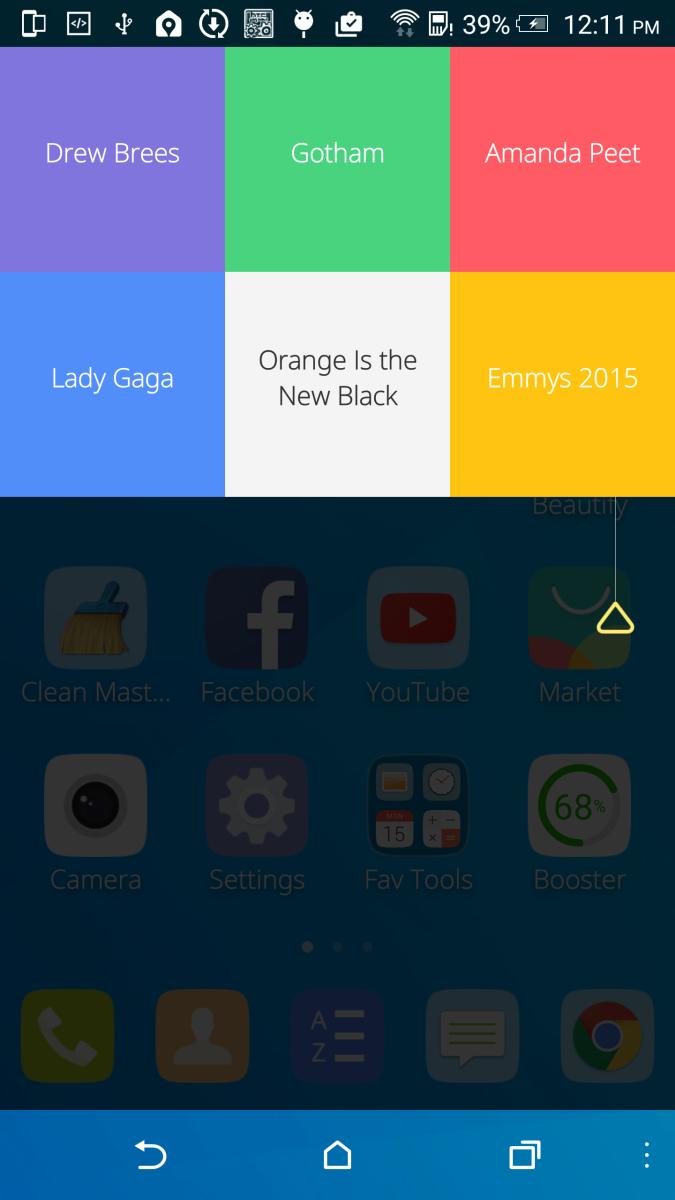 39% 12:11 PM
Drew Brees
Gotham
Amanda Peet
Lady Gaga
Orange Is the
New Black
Emmys 2015
Beautify
Clean Mast...
Facebook
YouTube
Market
68%
MON
15
Camera
Settings
Fav Tools
Booster
A
Z